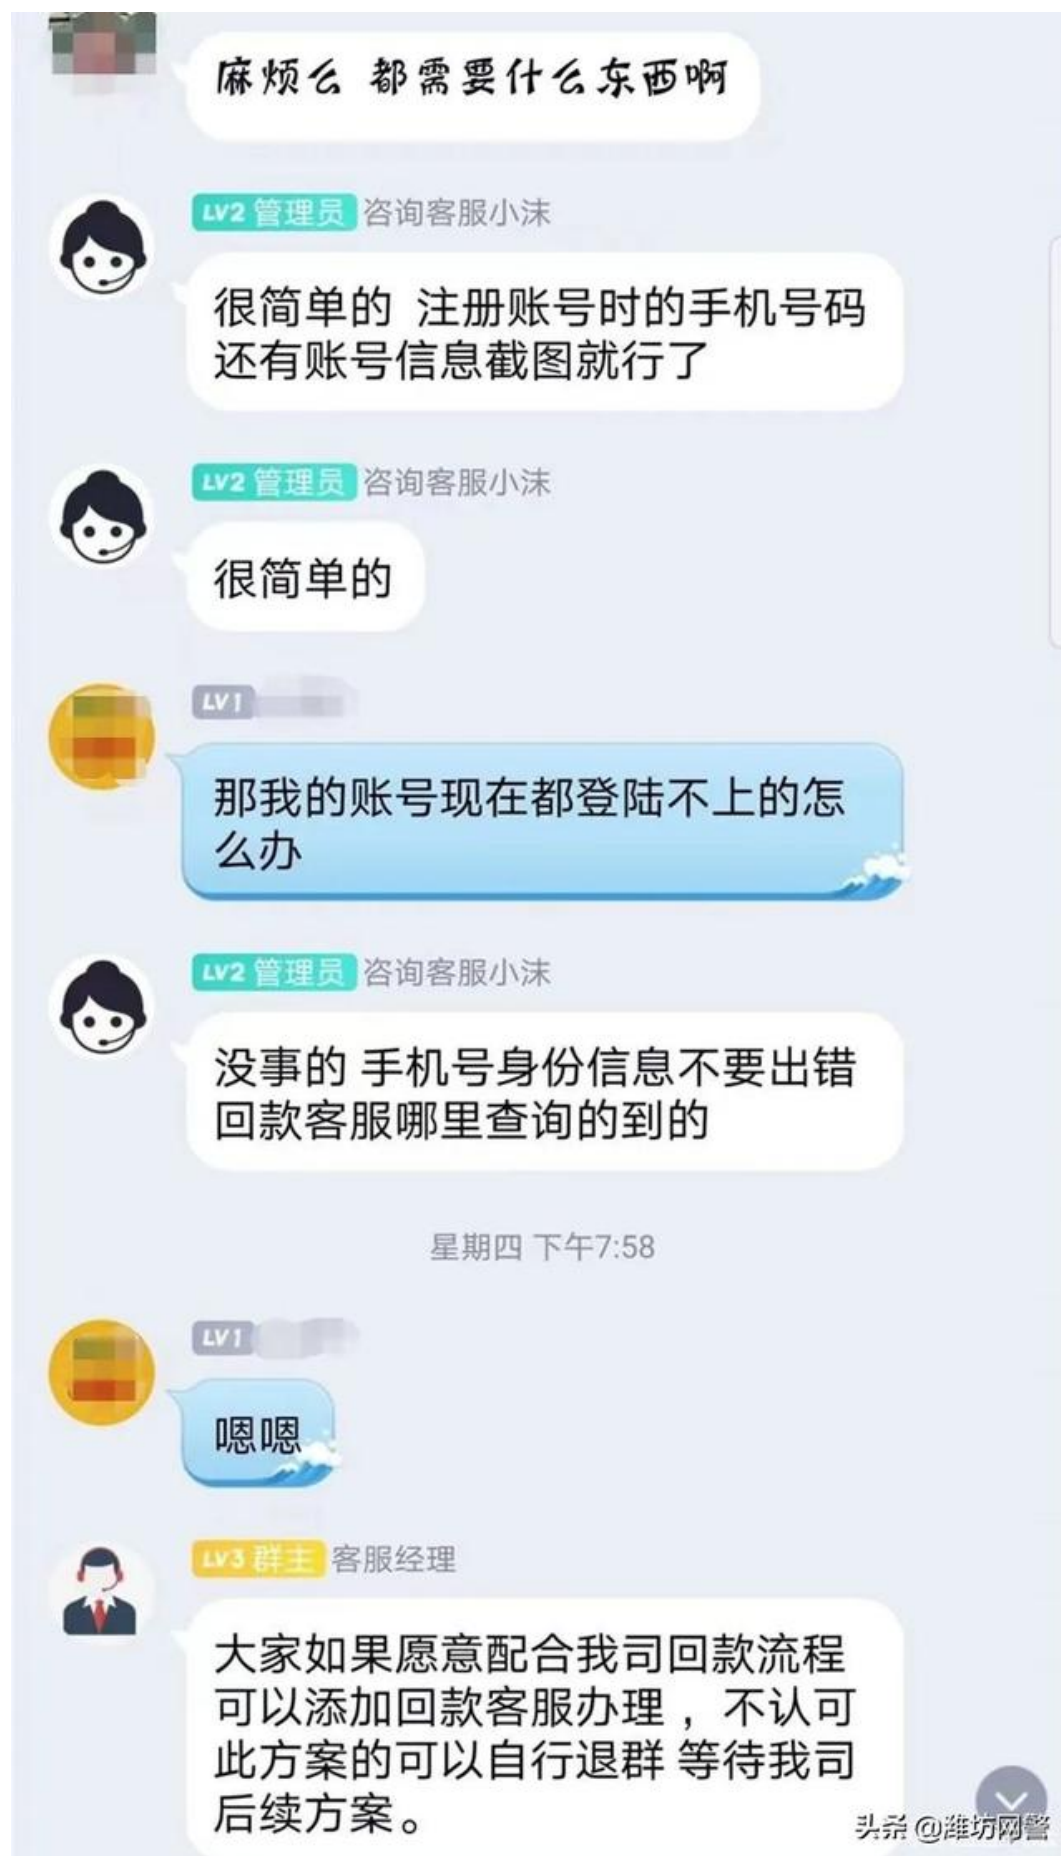 麻烦么 都需要什么东西啊
LV2 管理员 咨询客服小沫
很简单的 注册账号时的手机号码
还有账号信息截图就行了
LV2 管理员 咨询客服小沫
很简单的
LV1
那我的账号现在都登陆不上的怎
么办
LV2 管理员 咨询客服小沫
没事的 手机号身份信息不要出错
回款客服哪里查询的到的
星期四 下午7:58
LV1
嗯嗯
LV3 群主 客服经理
大家如果愿意配合我司回款流程
可以添加回款客服办理，不认可
此方案的可以自行退群 等待我司
后续方案。
头条 @潍坊网警